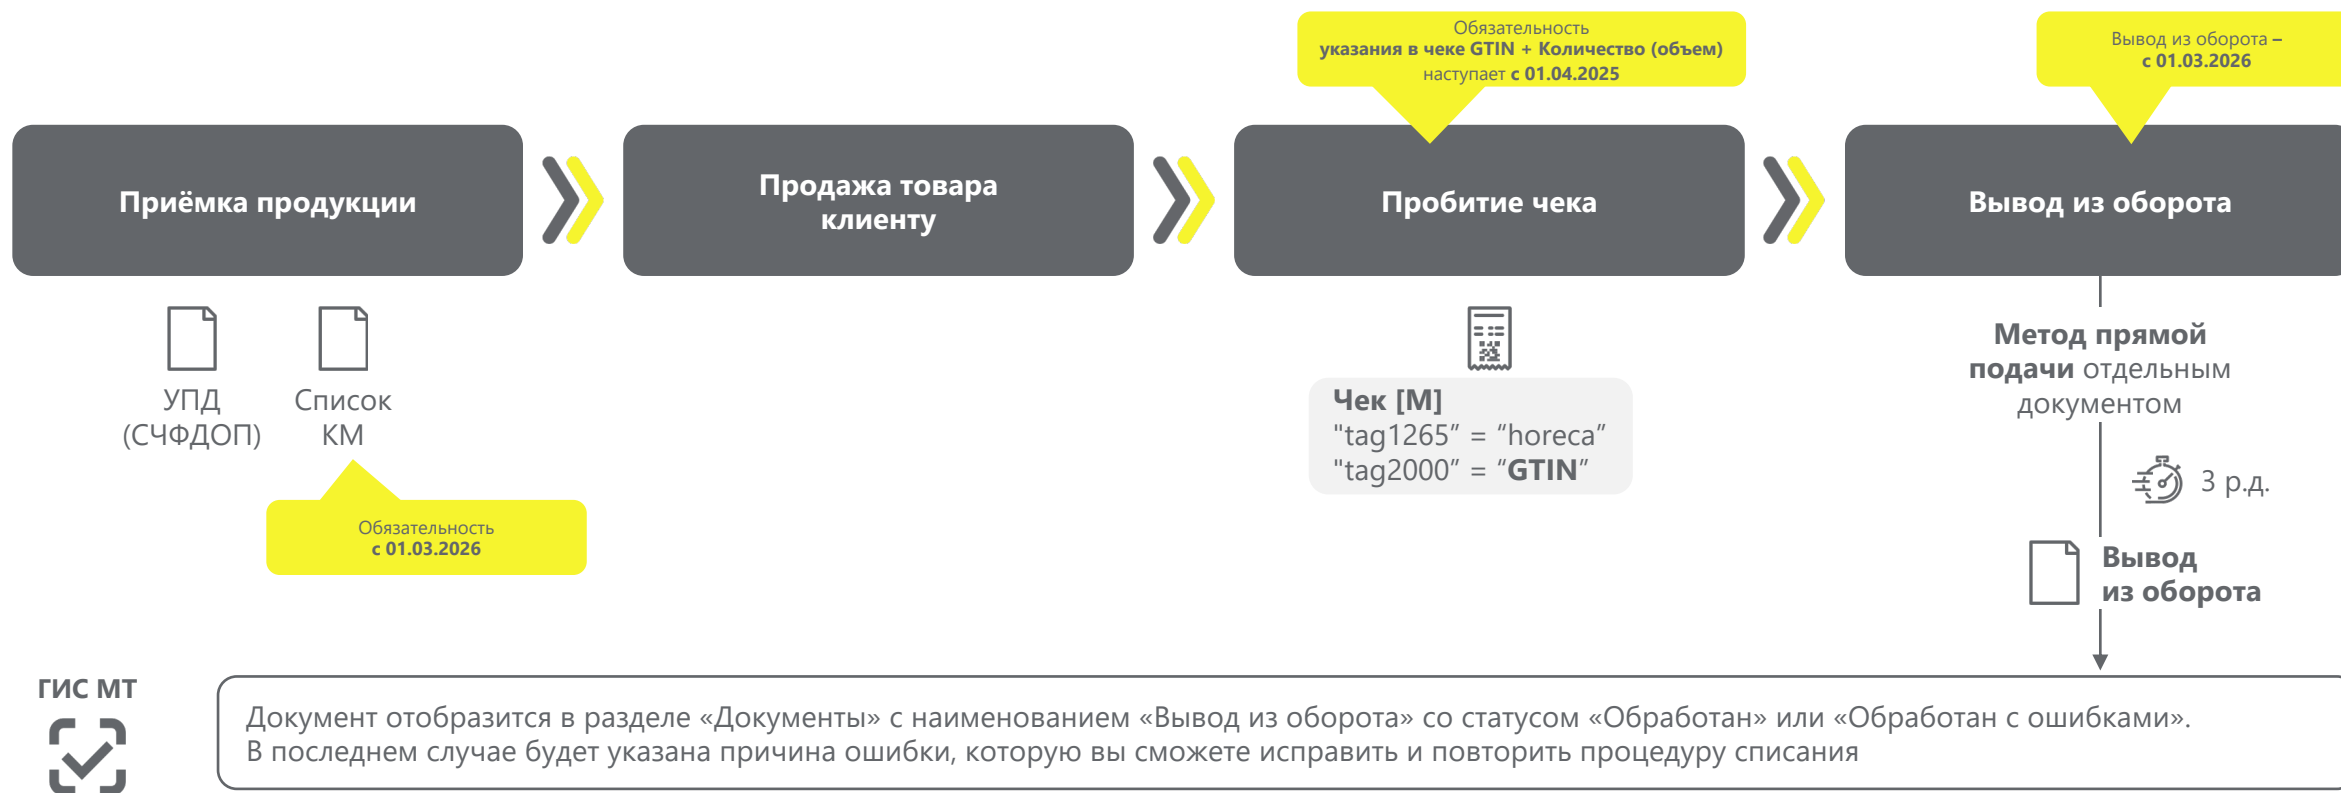 Обязательность
указания в чеке GTIN + Количество (объем)
наступает с 01.04.2025
Вывод из оборота –
с 01.03.2026
Приёмка продукции
Продажа товара
клиенту
Пробитие чека
Вывод из оборота
УПД
(СЧФДОП)
Список
КМ
Обязательность
с 01.03.2026
Чек [М]
"tag1265” = “horeca”
"tag2000” = “GTIN”
Метод прямой
подачи отдельным
документом
3 р.д.
Вывод
из оборота
ГИС МТ
Документ отобразится в разделе «Документы» с наименованием «Вывод из оборота» со статусом «Обработан» или «Обработан с ошибками».
В последнем случае будет указана причина ошибки, которую вы сможете исправить и повторить процедуру списания